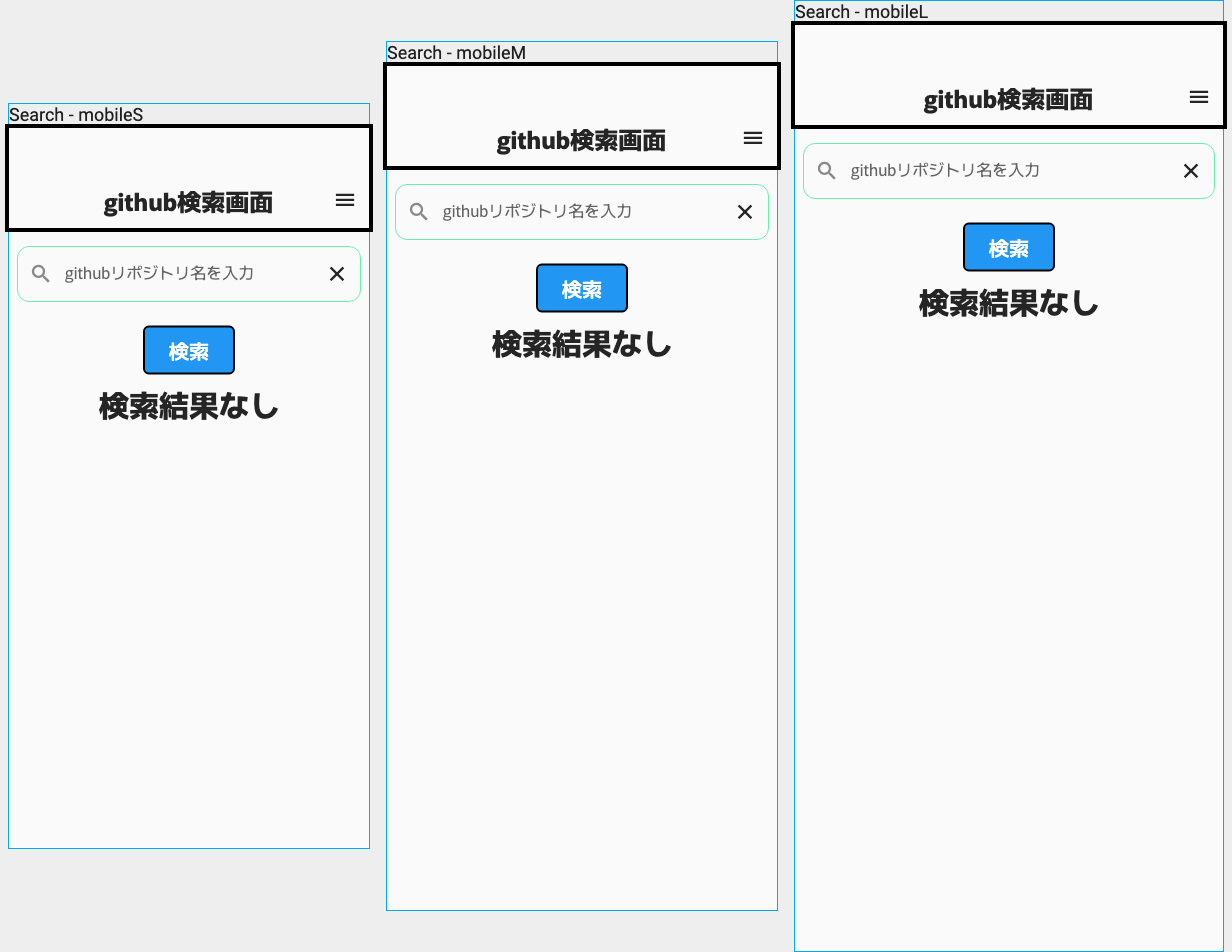 Search - mobileS
github検索画面
githubリポジトリ名を入力
検索
検索結果なし
Search - mobileM
github検索画面
githubリポジトリ名を入力
検索
検索結果なし
Search - mobileL
github検索画面
githubリポジトリ名を入力
検索
検索結果なし